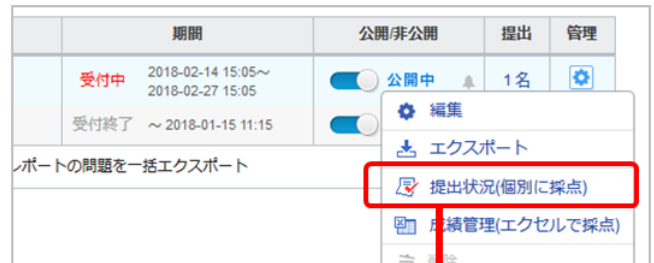 期間 公開/非公開 提出 管理
受付中 2018-02-14 15:05～ 公開中 1名
2018-02-27 15:05
編集
受付終了 ～ 2018-01-15 11:15
エクスポート
レポートの問題を一括エクスポート
提出状況(個別に採点)
成績管理(エクセルで採点)
削除